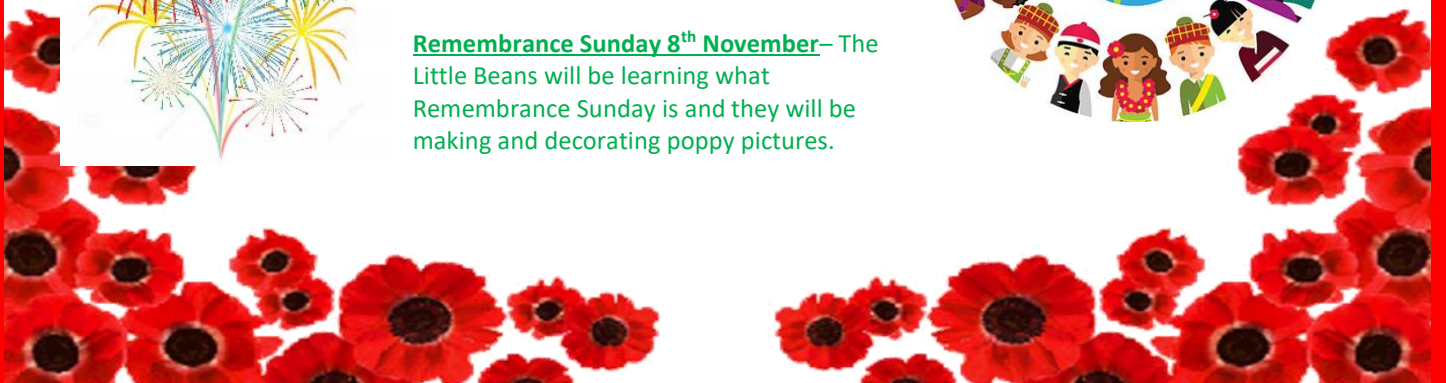 Remembrance Sunday 8th November– The
Little Beans will be learning what
Remembrance Sunday is and they will be
making and decorating poppy pictures.